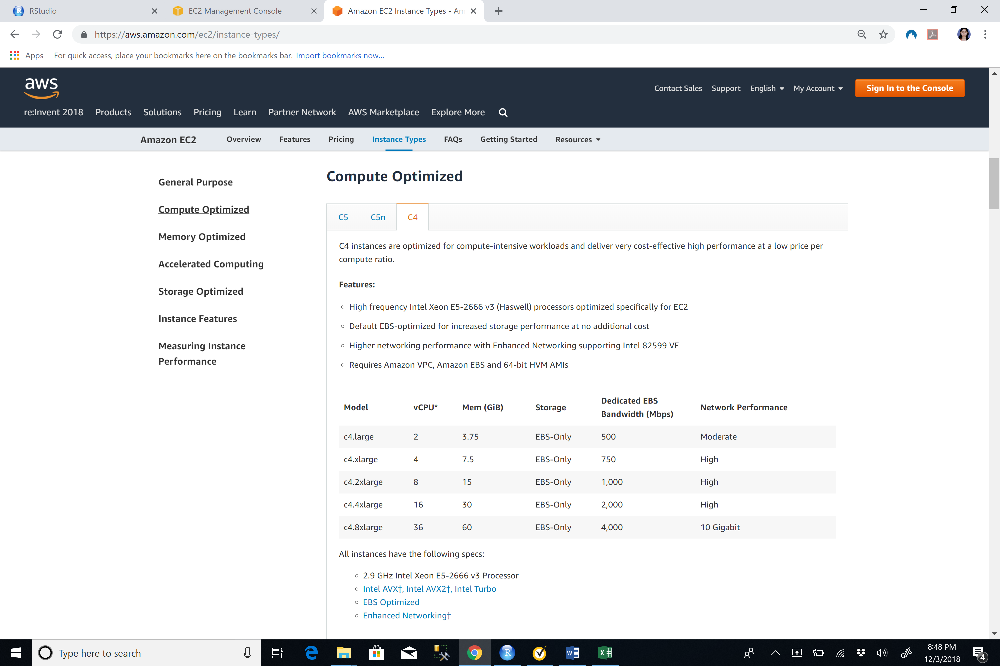 RStudio
EC2 Management Console
Amazon EC2 Instance Types - Am
https://aws.amazon.com/ec2/instance-types/
Apps
For quick access, place your bookmarks here on the bookmarks bar. Import bookmarks now...
aws
Contact Sales
Support
English
My Account
Sign In to the Console
re:Invent 2018
Products
Solutions
Pricing
Learn
Partner Network
AWS Marketplace
Explore More
Amazon EC2
Overview
Features
Pricing
Instance Types
FAQs
Getting Started
Resources
General Purpose
Compute Optimized
Memory Optimized
Accelerated Computing
Storage Optimized
Instance Features
Measuring Instance
Performance
Compute Optimized
C5
C5n
C4
C4 instances are optimized for compute-intensive workloads and deliver very cost-effective high performance at a low price per
compute ratio.
Features:
High frequency Intel Xeon E5-2666 v3 (Haswell) processors optimized specifically for EC2
Default EBS-optimized for increased storage performance at no additional cost
Higher networking performance with Enhanced Networking supporting Intel 82599 VF
Requires Amazon VPC, Amazon EBS and 64-bit HVM AMIs
Model vCPU* Mem (GiB) Storage Dedicated EBS Bandwidth (Mbps) Network Performance
c4.large 2 3.75 EBS-Only 500 Moderate
c4.xlarge 4 7.5 EBS-Only 750 High
c4.2xlarge 8 15 EBS-Only 1,000 High
c4.4xlarge 16 30 EBS-Only 2,000 High
c4.8xlarge 36 60 EBS-Only 4,000 10 Gigabit
All instances have the following specs:
2.9 GHz Intel Xeon E5-2666 v3 Processor
Intel AVX†, Intel AVX2†, Intel Turbo
EBS Optimized
Enhanced Networking†
Type here to search
8:48 PM
12/3/2018
4